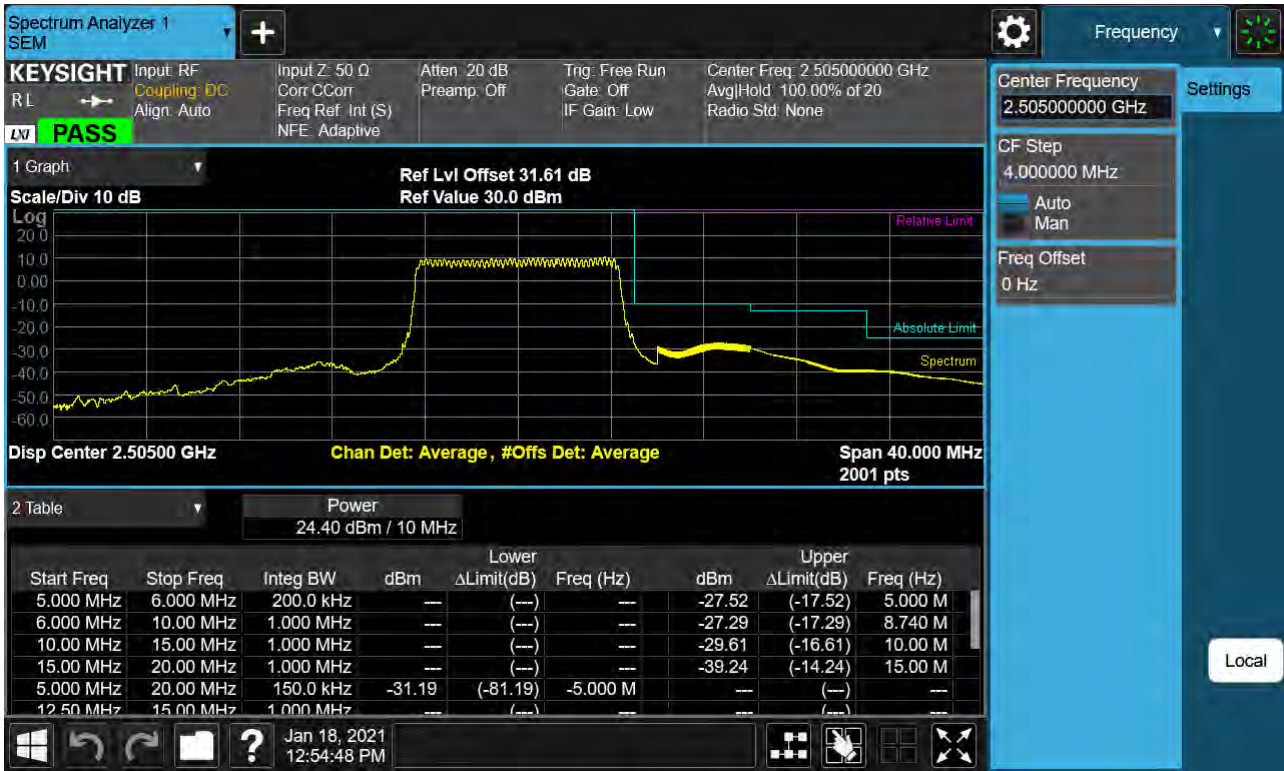 Spectrum Analyzer 1
SEM
+
Frequency
KEYSIGHT
R L
LXI
PASS
Input: RF
Coupling: DC
Align: Auto
Input Z: 50 Ω
Corr CCorr
Freq Ref: Int (S)
NFE: Adaptive
Atten: 20 dB
Preamp: Off
Trig: Free Run
Gate: Off
IF Gain: Low
Center Freq: 2.505000000 GHz
Avg|Hold: 100.00% of 20
Radio Std: None
Center Frequency
2.505000000 GHz
Settings
CF Step
4.000000 MHz
Auto
Man
Freq Offset
0 Hz
Local
1 Graph
Scale/Div 10 dB
Ref Lvl Offset 31.61 dB
Ref Value 30.0 dBm
Log
20.0
10.0
0.00
-10.0
-20.0
-30.0
-40.0
-50.0
-60.0
Relative Limit
Absolute Limit
Spectrum
Disp Center 2.50500 GHz
Chan Det: Average, #Offs Det: Average
Span 40.000 MHz
2001 pts
2 Table
Power
24.40 dBm / 10 MHz
Lower Upper
Start Freq Stop Freq Integ BW dBm ΔLimit(dB) Freq (Hz) dBm ΔLimit(dB) Freq (Hz)
5.000 MHz 6.000 MHz 200.0 kHz --- (---) --- -27.52 (-17.52) 5.000 M
6.000 MHz 10.00 MHz 1.000 MHz --- (---) --- -27.29 (-17.29) 8.740 M
10.00 MHz 15.00 MHz 1.000 MHz --- (---) --- -29.61 (-16.61) 10.00 M
15.00 MHz 20.00 MHz 1.000 MHz --- (---) --- -39.24 (-14.24) 15.00 M
5.000 MHz 20.00 MHz 150.0 kHz -31.19 (-81.19) -5.000 M --- (---) ---
12.50 MHz 15.00 MHz 1.000 MHz --- (---) --- --- (---) ---
?
Jan 18, 2021
12:54:48 PM